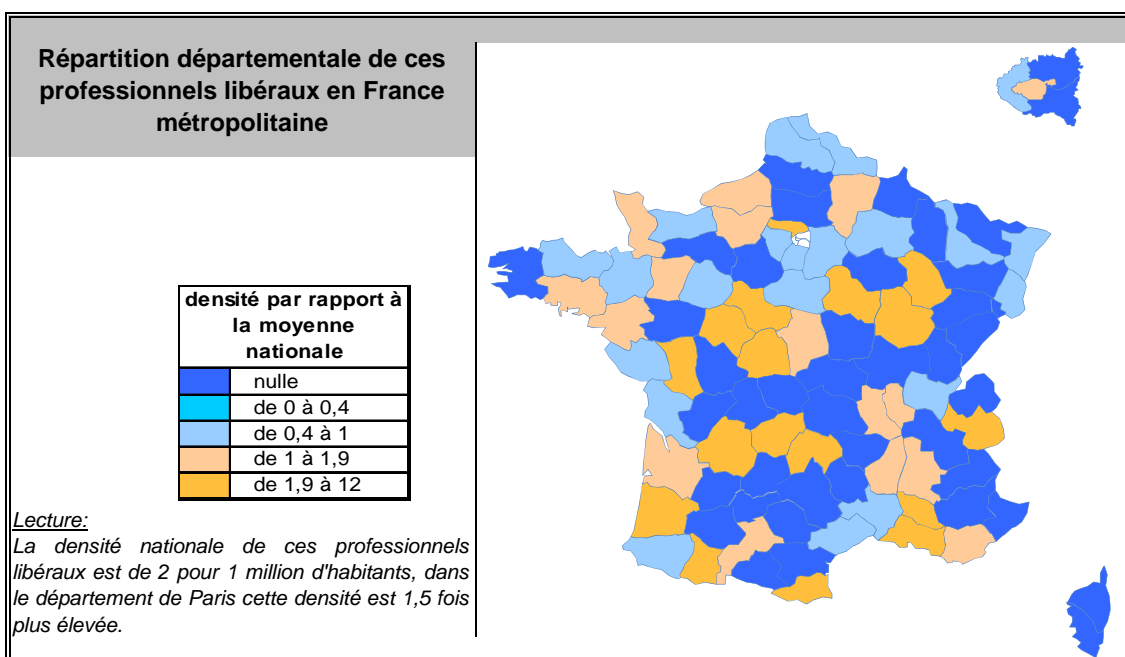 Répartition départementale de ces
professionnels libéraux en France
métropolitaine
densité par rapport à
la moyenne
nationale
nulle
de 0 à 0,4
de 0,4 à 1
de 1 à 1,9
de 1,9 à 12
Lecture:
La densité nationale de ces professionnels
libéraux est de 2 pour 1 million d'habitants, dans
le département de Paris cette densité est 1,5 fois
plus élevée.